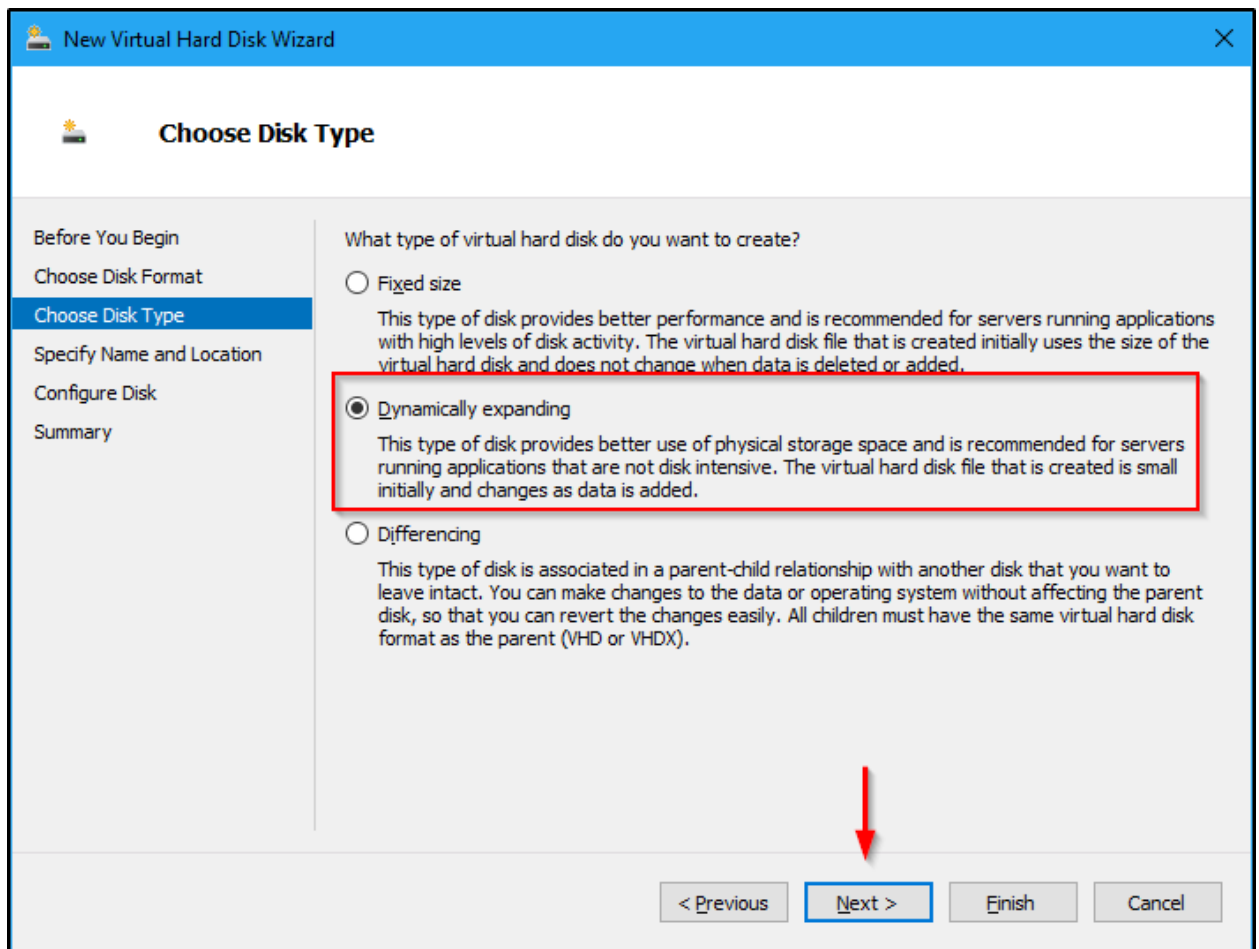 New Virtual Hard Disk Wizard
Choose Disk Type
Before You Begin
Choose Disk Format
Choose Disk Type
Specify Name and Location
Configure Disk
Summary
What type of virtual hard disk do you want to create?
Fixed size
This type of disk provides better performance and is recommended for servers running applications
with high levels of disk activity. The virtual hard disk file that is created initially uses the size of the
virtual hard disk and does not change when data is deleted or added.
Dynamically expanding
This type of disk provides better use of physical storage space and is recommended for servers
running applications that are not disk intensive. The virtual hard disk file that is created is small
initially and changes as data is added.
Differencing
This type of disk is associated in a parent-child relationship with another disk that you want to
leave intact. You can make changes to the data or operating system without affecting the parent
disk, so that you can revert the changes easily. All children must have the same virtual hard disk
format as the parent (VHD or VHDX).
< Previous
Next >
Finish
Cancel